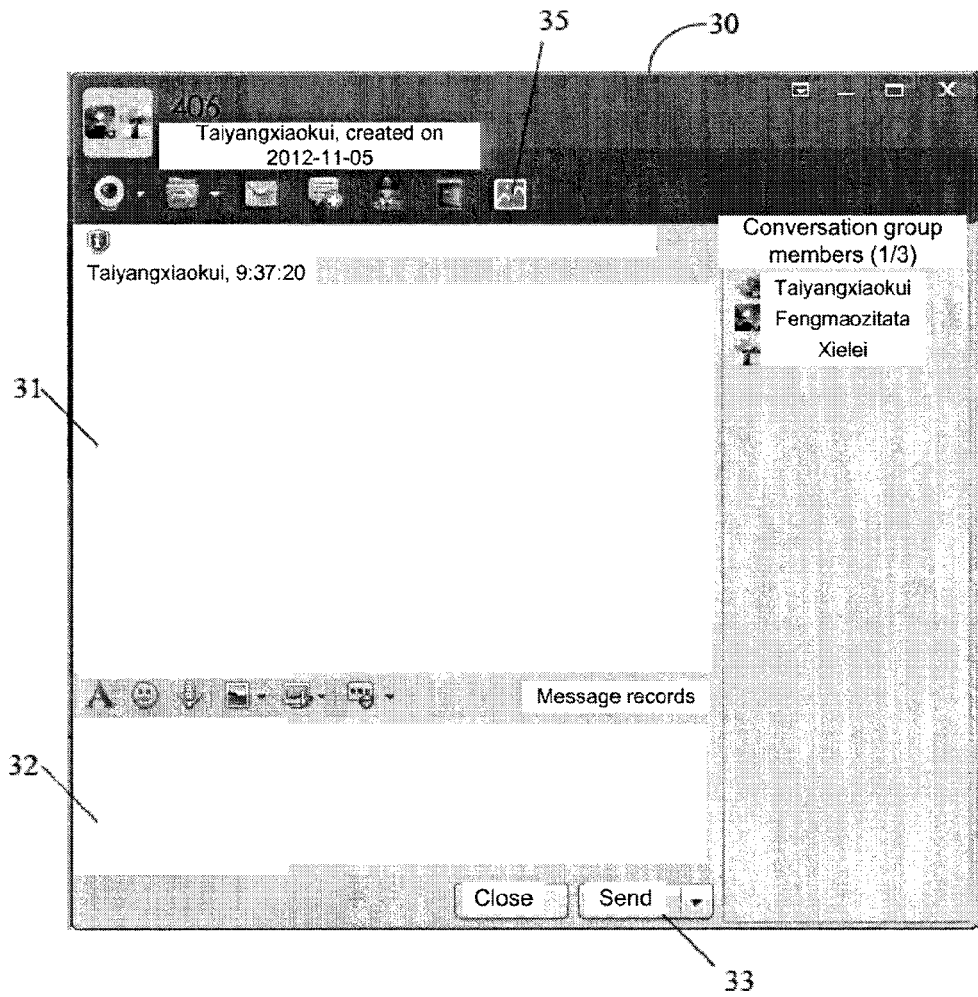 35
30
406
Taiyangxiaokui, created on
2012-11-05
Conversation group
members (1/3)
Taiyangxiaokui, 9:37:20
Taiyangxiaokui
Fengmaozitata
Xielei
31
A
Message records
32
Close
Send
33